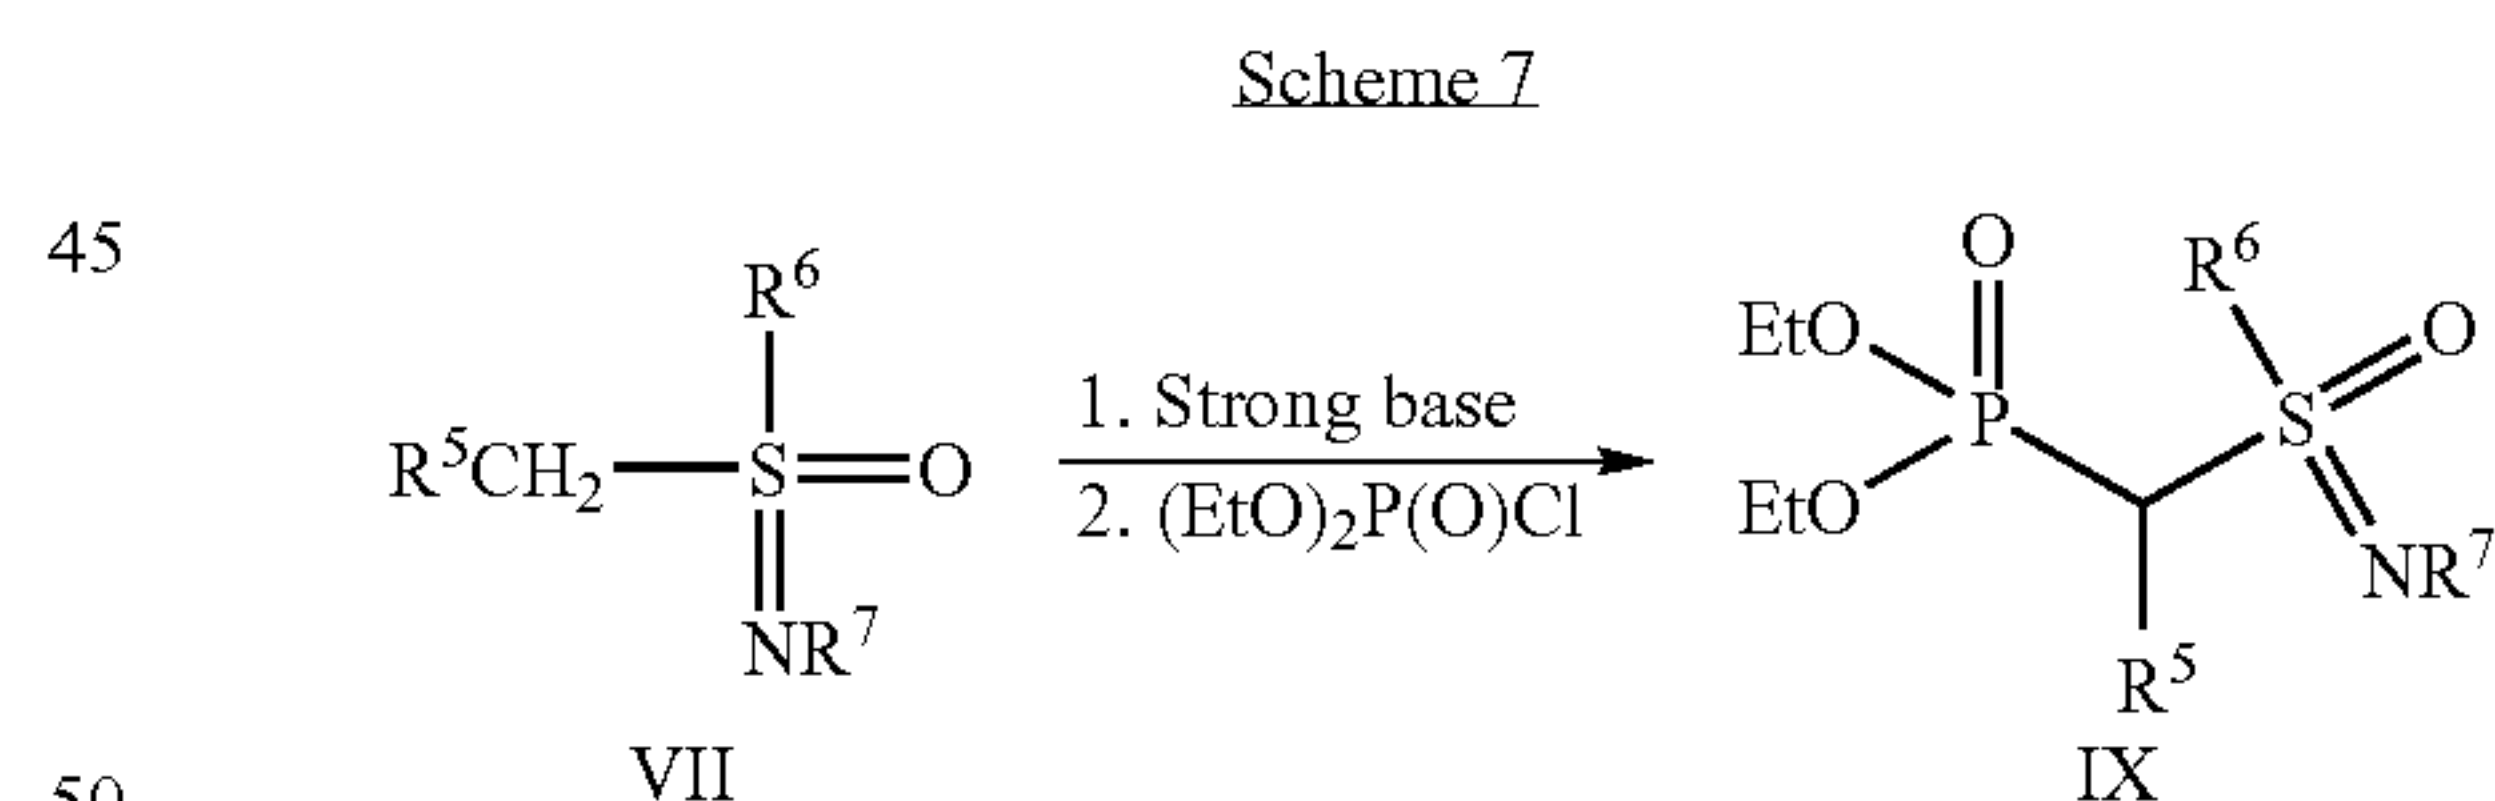 Scheme 7
45
R⁶
R⁵CH₂—S=O
NR⁷
VII
1. Strong base
2. (EtO)₂P(O)Cl
O
R⁶
EtO
O
P
S
EtO
NR⁷
R⁵
IX
50